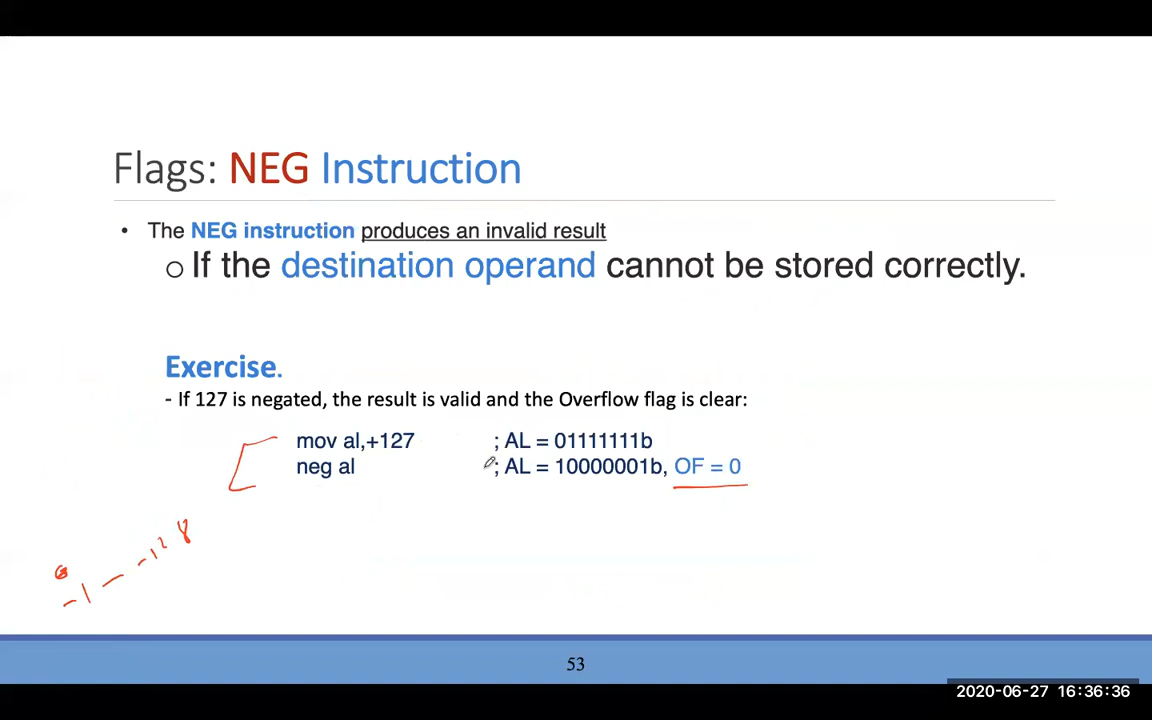 Flags: NEG Instruction
• The NEG instruction produces an invalid result
o If the destination operand cannot be stored correctly.
Exercise.
- If 127 is negated, the result is valid and the Overflow flag is clear:
mov al,+127 ; AL = 01111111b
neg al ; AL = 10000001b, OF = 0
-1 — -128
53
2020-06-27 16:36:36